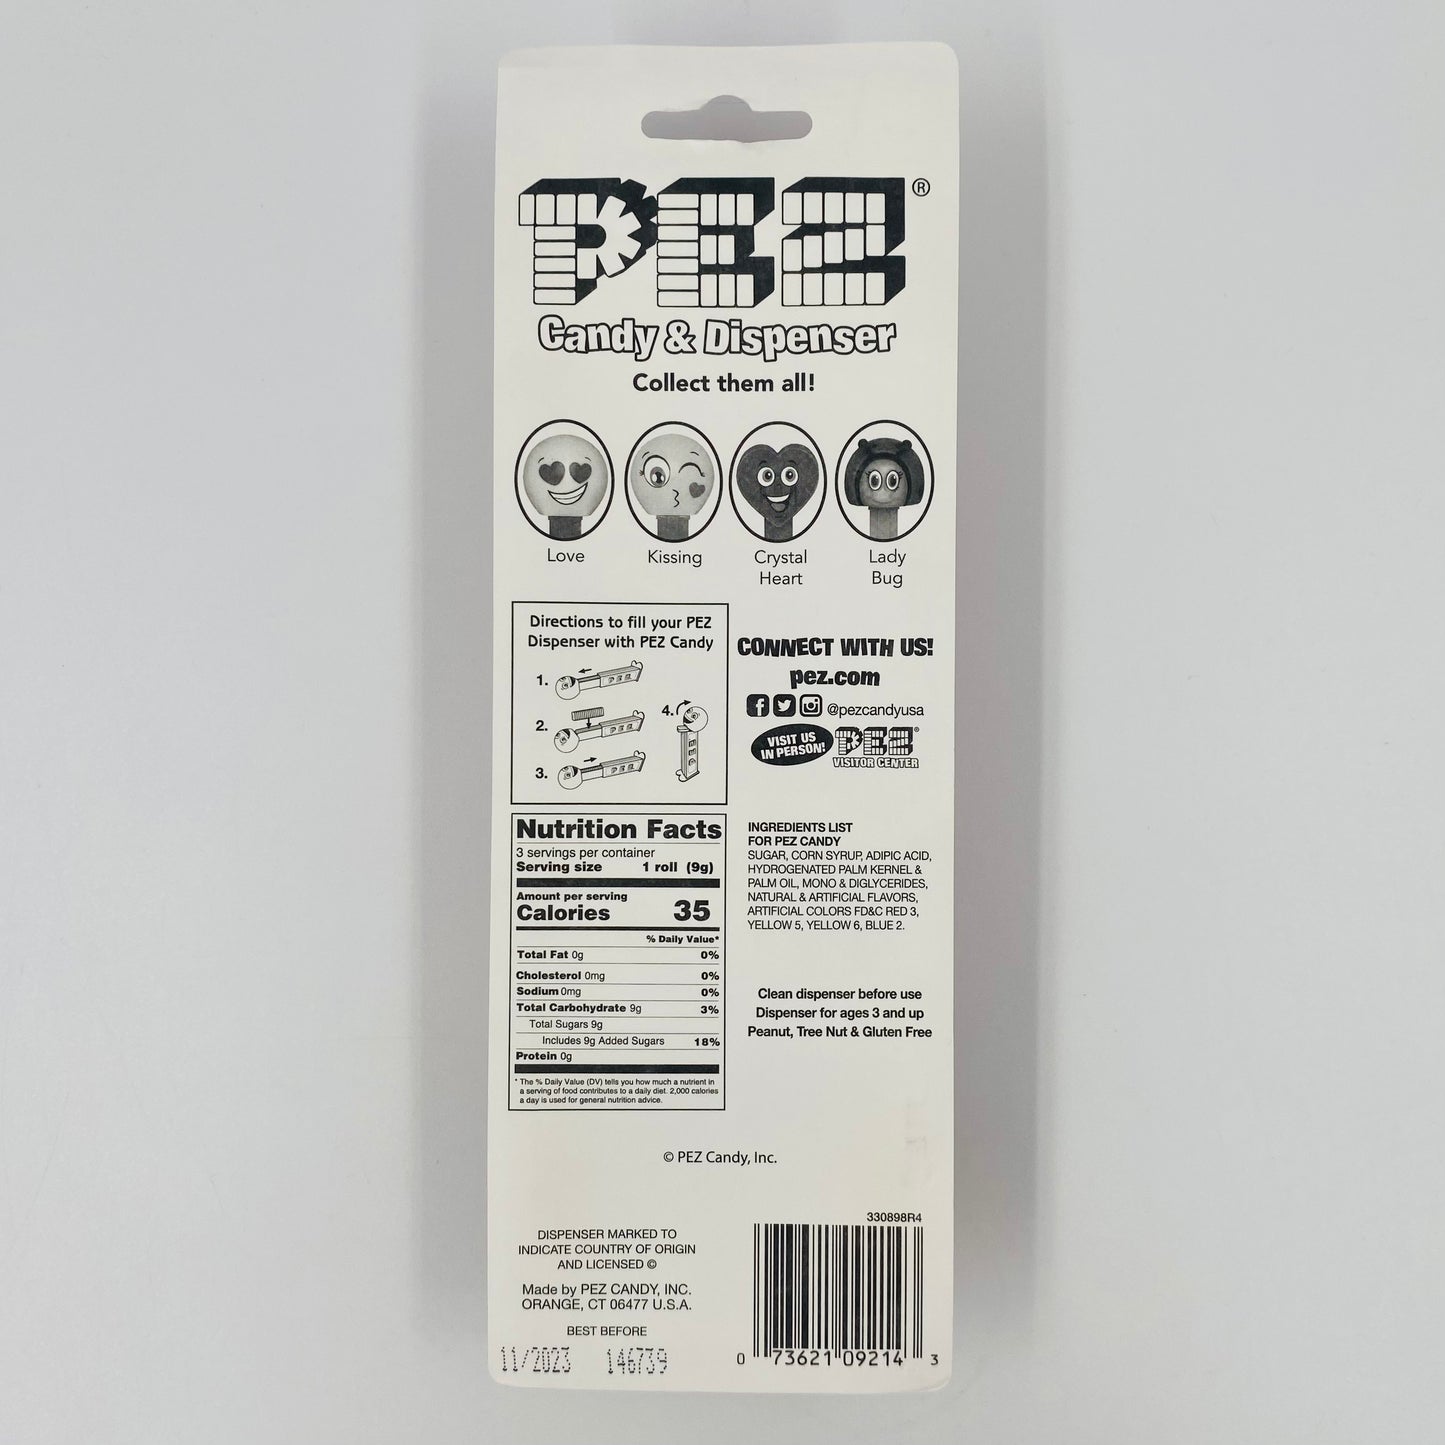 PEZ®
Candy & Dispenser
Collect them all!
Love
Kissing
Crystal
Heart
Lady
Bug
Directions to fill your PEZ
Dispenser with PEZ Candy
1.
PEZ
2.
PEZ
3.
PEZ
4.
PEZ
CONNECT WITH US!
pez.com
@pezcandyusa
VISIT US
IN PERSON!
PEZ®
VISITOR CENTER
Nutrition Facts
3 servings per container
Serving size 1 roll (9g)
Amount per serving
Calories 35
% Daily Value*
Total Fat 0g 0%
Cholesterol 0mg 0%
Sodium 0mg 0%
Total Carbohydrate 9g 3%
Total Sugars 9g
Includes 9g Added Sugars 18%
Protein 0g
* The % Daily Value (DV) tells you how much a nutrient in
a serving of food contributes to a daily diet. 2,000 calories
a day is used for general nutrition advice.
INGREDIENTS LIST
FOR PEZ CANDY
SUGAR, CORN SYRUP, ADIPIC ACID,
HYDROGENATED PALM KERNEL &
PALM OIL, MONO & DIGLYCERIDES,
NATURAL & ARTIFICIAL FLAVORS,
ARTIFICIAL COLORS FD&C RED 3,
YELLOW 5, YELLOW 6, BLUE 2.
Clean dispenser before use
Dispenser for ages 3 and up
Peanut, Tree Nut & Gluten Free
© PEZ Candy, Inc.
DISPENSER MARKED TO
INDICATE COUNTRY OF ORIGIN
AND LICENSED ©
Made by PEZ CANDY, INC.
ORANGE, CT 06477 U.S.A.
BEST BEFORE
11/2023 146739
330898R4
0 73621 09214 3